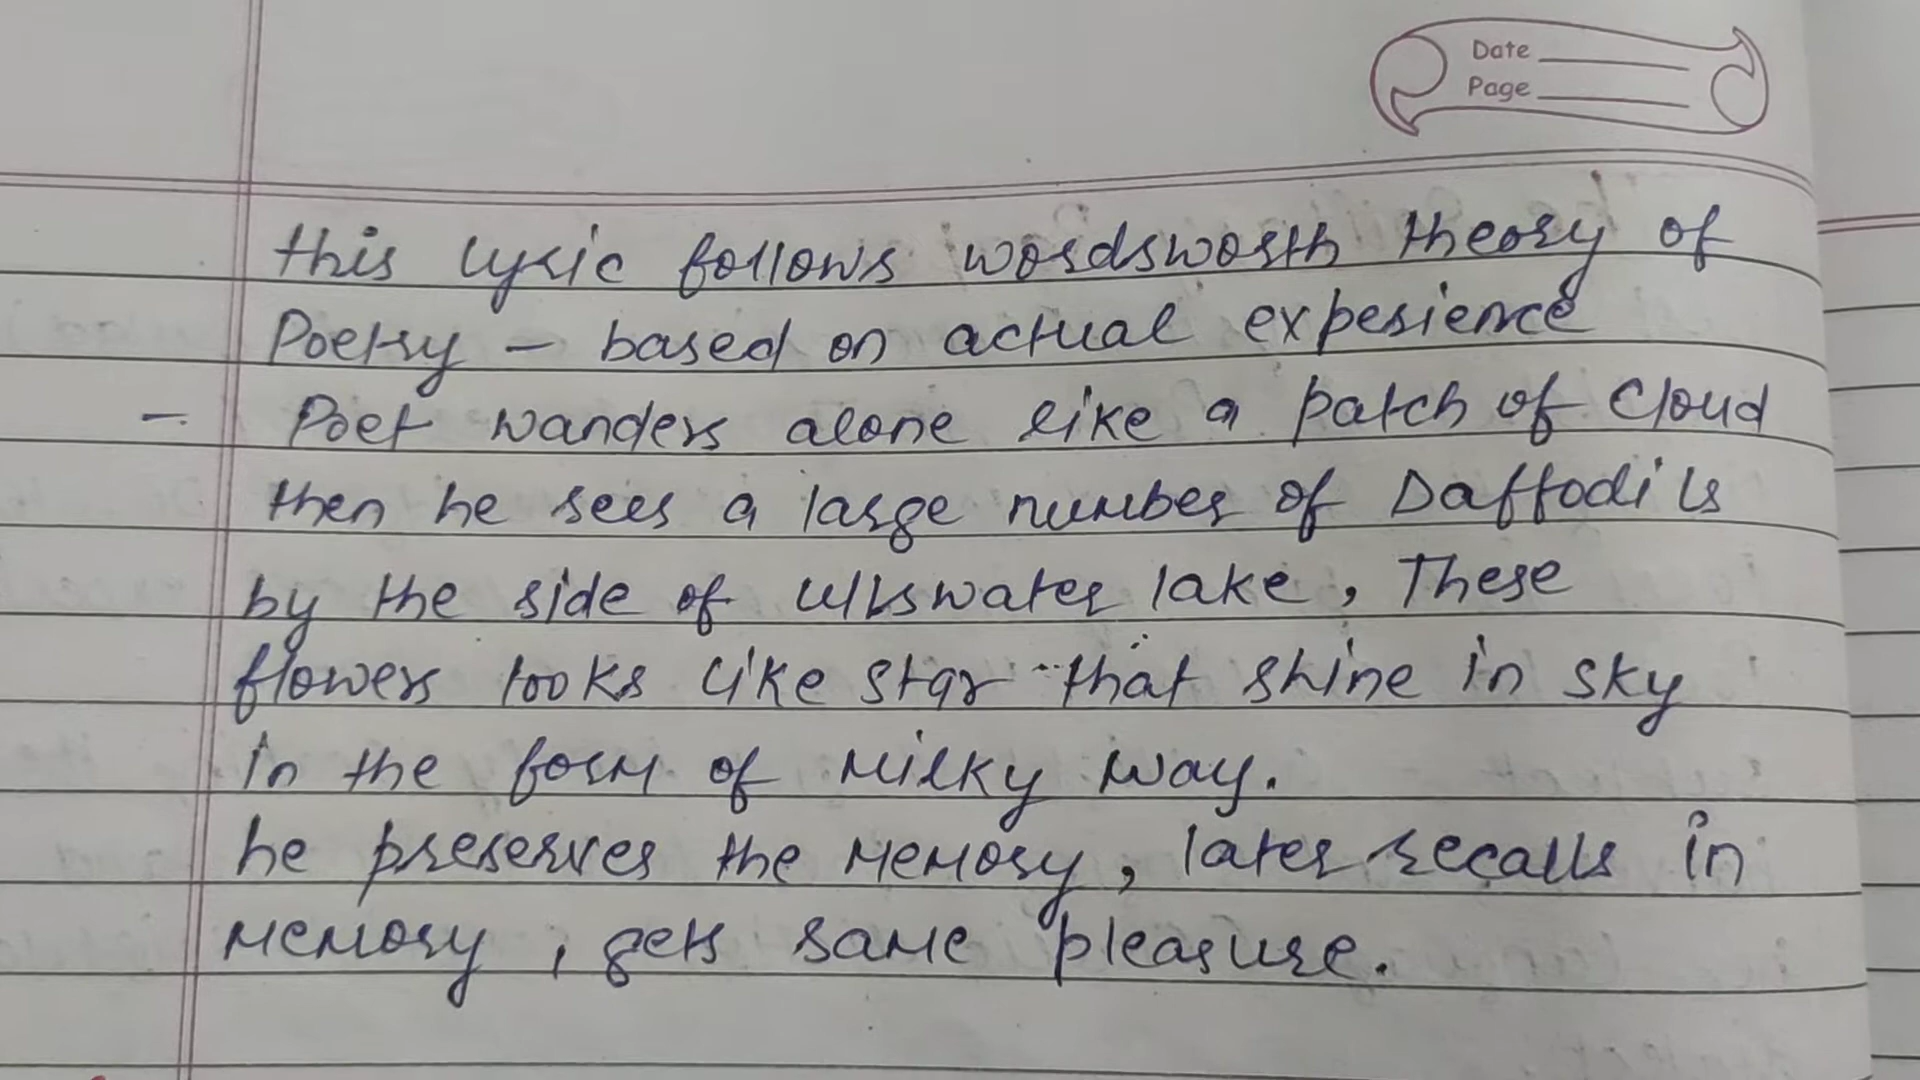 Date
Page
this lyric follows wordsworth theory of
Poetry - based on actual experience
- Poet wanders alone like a patch of Cloud
then he sees a large number of Daffodils
by the side of Ullswater lake, These
flowers looks like star that shine in sky
in the form of Milky Way.
he preserves the memory, later recalls in
memory, gets same pleasure.